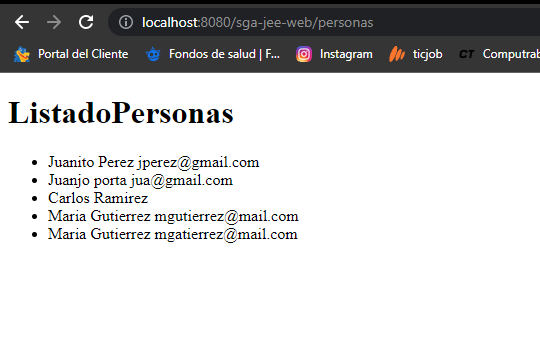 localhost:8080/sga-jee-web/personas
Portal del Cliente Fondos de salud | F... Instagram ticjob CT Computrab
ListadoPersonas
Juanito Perez jperez@gmail.com
Juanjo porta jua@gmail.com
Carlos Ramirez
Maria Gutierrez mgutierrez@mail.com
Maria Gutierrez mgatierrez@mail.com